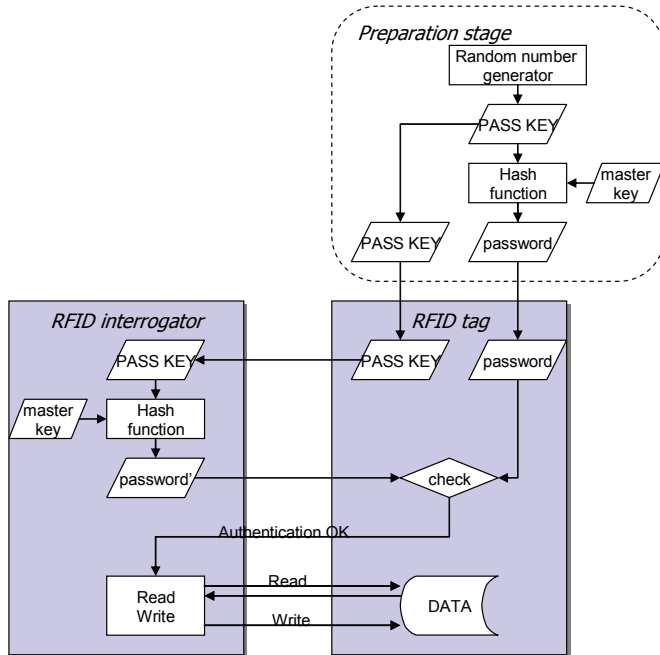 Preparation stage
Random number
generator
PASS KEY
Hash
function
master
key
PASS KEY
password
RFID interrogator
RFID tag
PASS KEY
PASS KEY
password
master
key
Hash
function
password'
check
Authentication OK
Read
Write
Read
DATA
Write